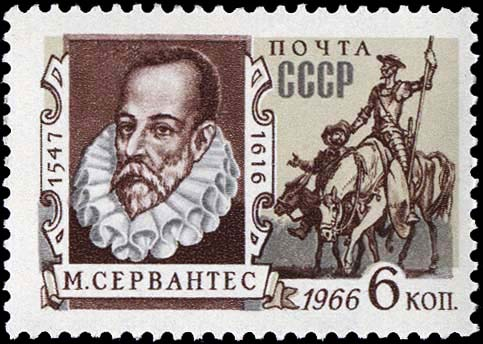 ПОЧТА
СССР
1547
1616
М. СЕРВАНТЕС
1966 6 КОП.